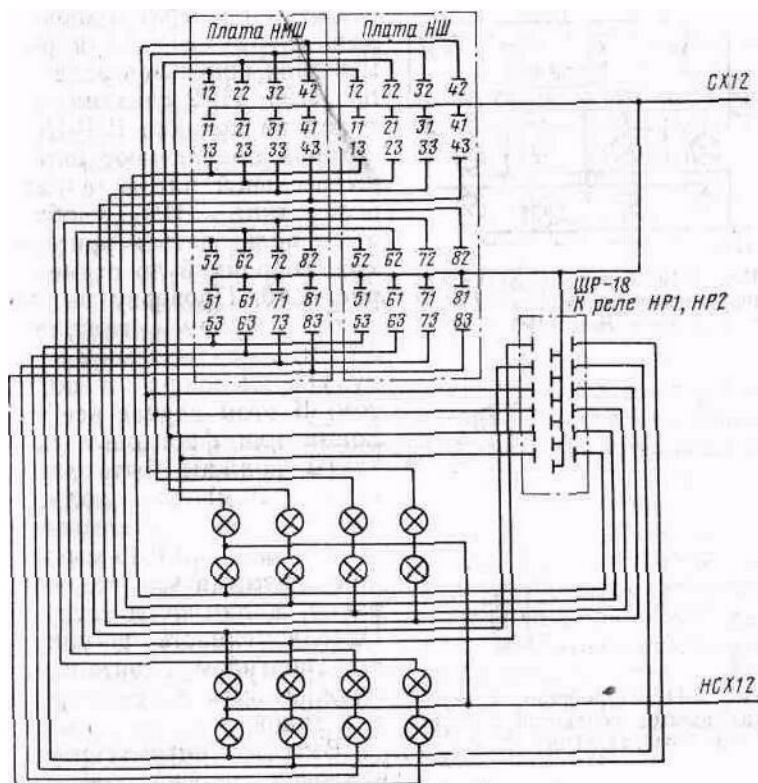 Плата НМШ Плата НШ
12 22 32 42 12 22 32 42
11 21 31 41 11 21 31 41
13 23 33 43 13 23 33 43
СХ12
52 62 72 82 52 62 72 82
51 61 71 81 51 61 71 81
53 63 73 83 53 63 73 83
ЩР-18
К реле НР1, НР2
НСХ12